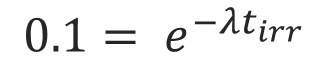 0.1 = e^{-λt_{irr}}